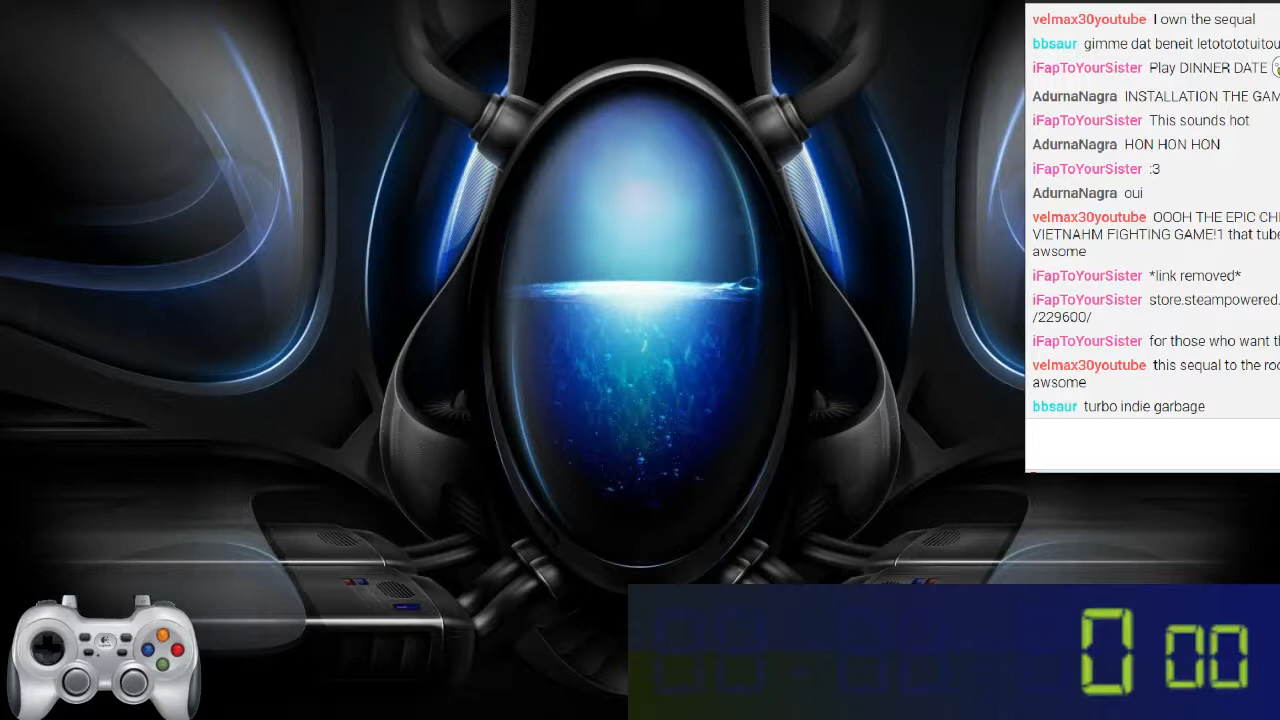 velmax30youtube I own the sequal
bbsaur gimme dat beneit letotototuitou
iFapToYourSister Play DINNER DATE
AdurnaNagra INSTALLATION THE GAM
iFapToYourSister This sounds hot
AdurnaNagra HON HON HON
iFapToYourSister :3
AdurnaNagra oui
velmax30youtube OOOH THE EPIC CHI
VIETNAHM FIGHTING GAME!1 that tube
awsome
iFapToYourSister *link removed*
iFapToYourSister store.steampowered
/229600/
iFapToYourSister for those who want th
velmax30youtube this sequal to the roc
awsome
bbsaur turbo indie garbage
0 00